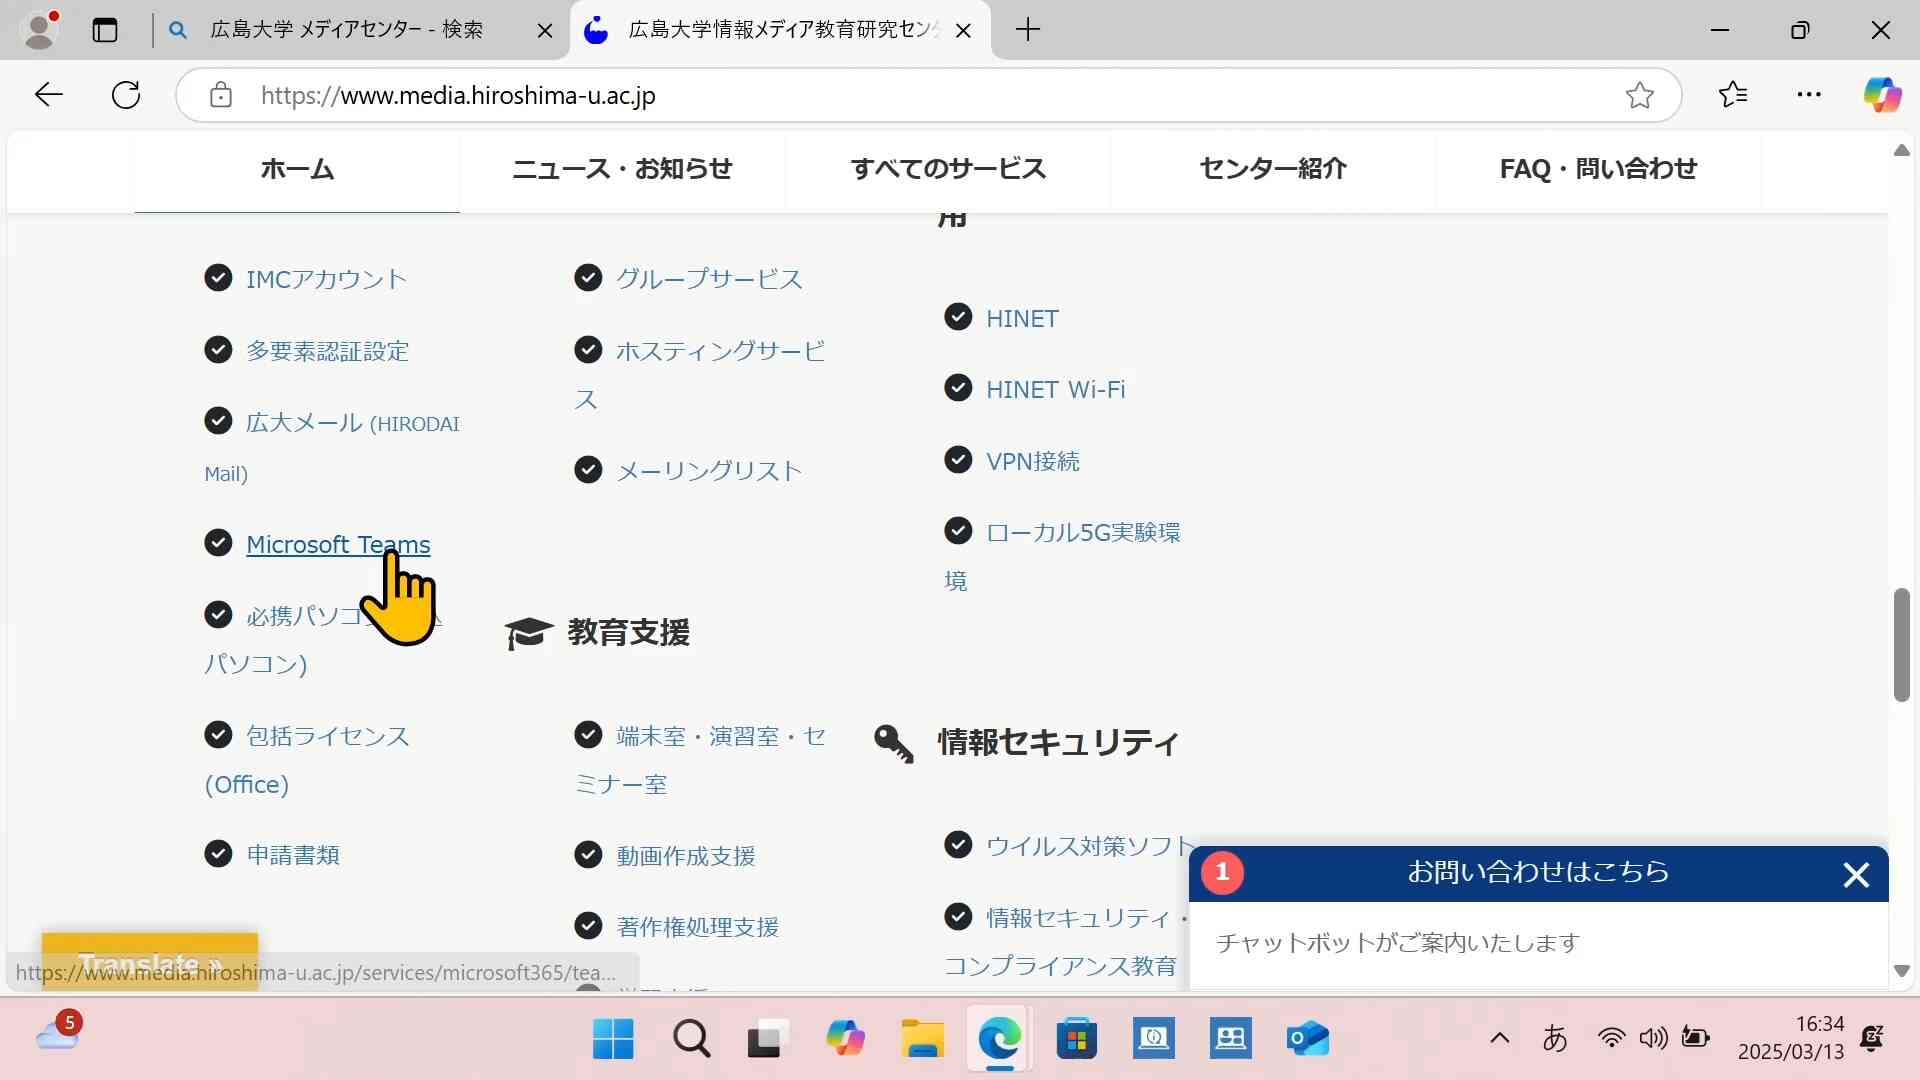 広島大学 メディアセンター - 検索
広島大学情報メディア教育研究セン
https://www.media.hiroshima-u.ac.jp
ホーム
ニュース・お知らせ
すべてのサービス
センター紹介
FAQ・問い合わせ
用
IMCアカウント
多要素認証設定
広大メール (HIRODAI
Mail)
Microsoft Teams
必携パソコ
パソコン)
包括ライセンス
(Office)
申請書類
グループサービス
ホスティングサービ
ス
メーリングリスト
教育支援
端末室・演習室・セ
ミナー室
動画作成支援
著作権処理支援
HINET
HINET Wi-Fi
VPN接続
ローカル5G実験環
境
情報セキュリティ
ウイルス対策ソフト
情報セキュリティ・
コンプライアンス教育
1
お問い合わせはこちら
チャットボットがご案内いたします
Translate »
https://www.media.hiroshima-u.ac.jp/services/microsoft365/tea...
5
あ
16:34
2025/03/13